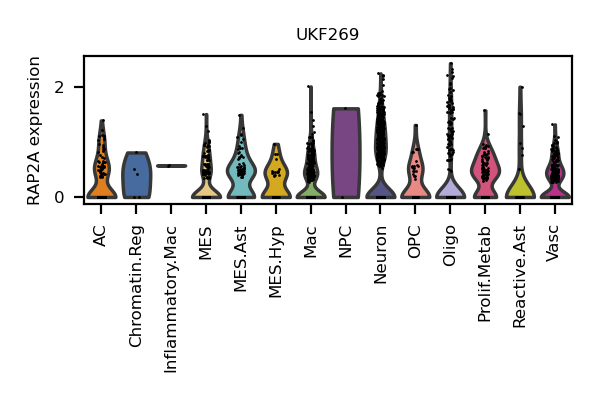 UKF269
RAP2A expression
2
0
AC
Chromatin.Reg
Inflammatory.Mac
MES
MES.Ast
MES.Hyp
Mac
NPC
Neuron
OPC
Oligo
Prolif.Metab
Reactive.Ast
Vasc